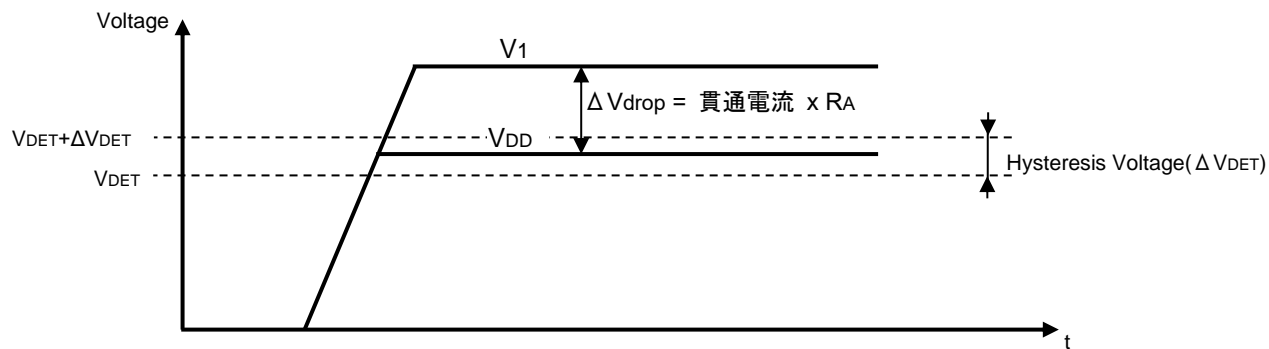 Voltage
V1
ΔVdrop = 貫通電流 x RA
VDET+ΔVDET
VDD
VDET
Hysteresis Voltage(ΔVDET)
t